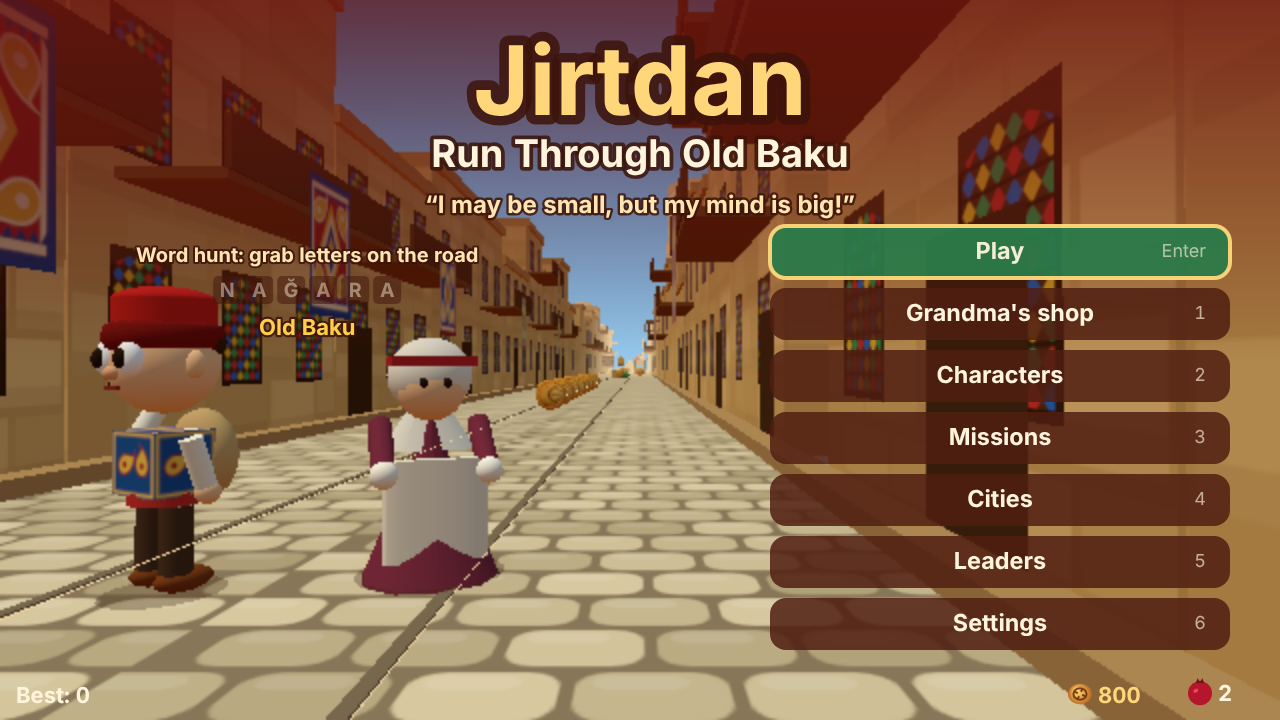 Jirtdan
Run Through Old Baku
“I may be small, but my mind is big!”
Word hunt: grab letters on the road
N A Ğ A R A
Old Baku
Play Enter
Grandma's shop 1
Characters 2
Missions 3
Cities 4
Leaders 5
Settings 6
Best: 0
800
2